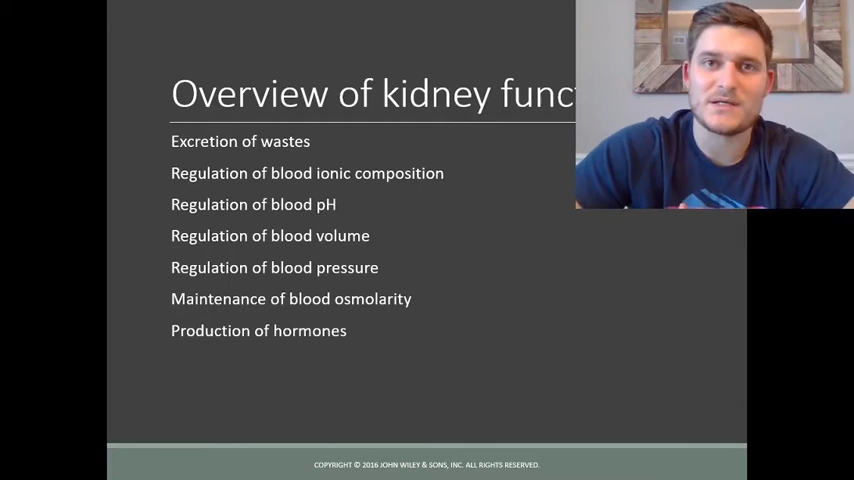 Overview of kidney func
Excretion of wastes
Regulation of blood ionic composition
Regulation of blood pH
Regulation of blood volume
Regulation of blood pressure
Maintenance of blood osmolarity
Production of hormones
COPYRIGHT © 2016 JOHN WILEY & SONS, INC. ALL RIGHTS RESERVED.